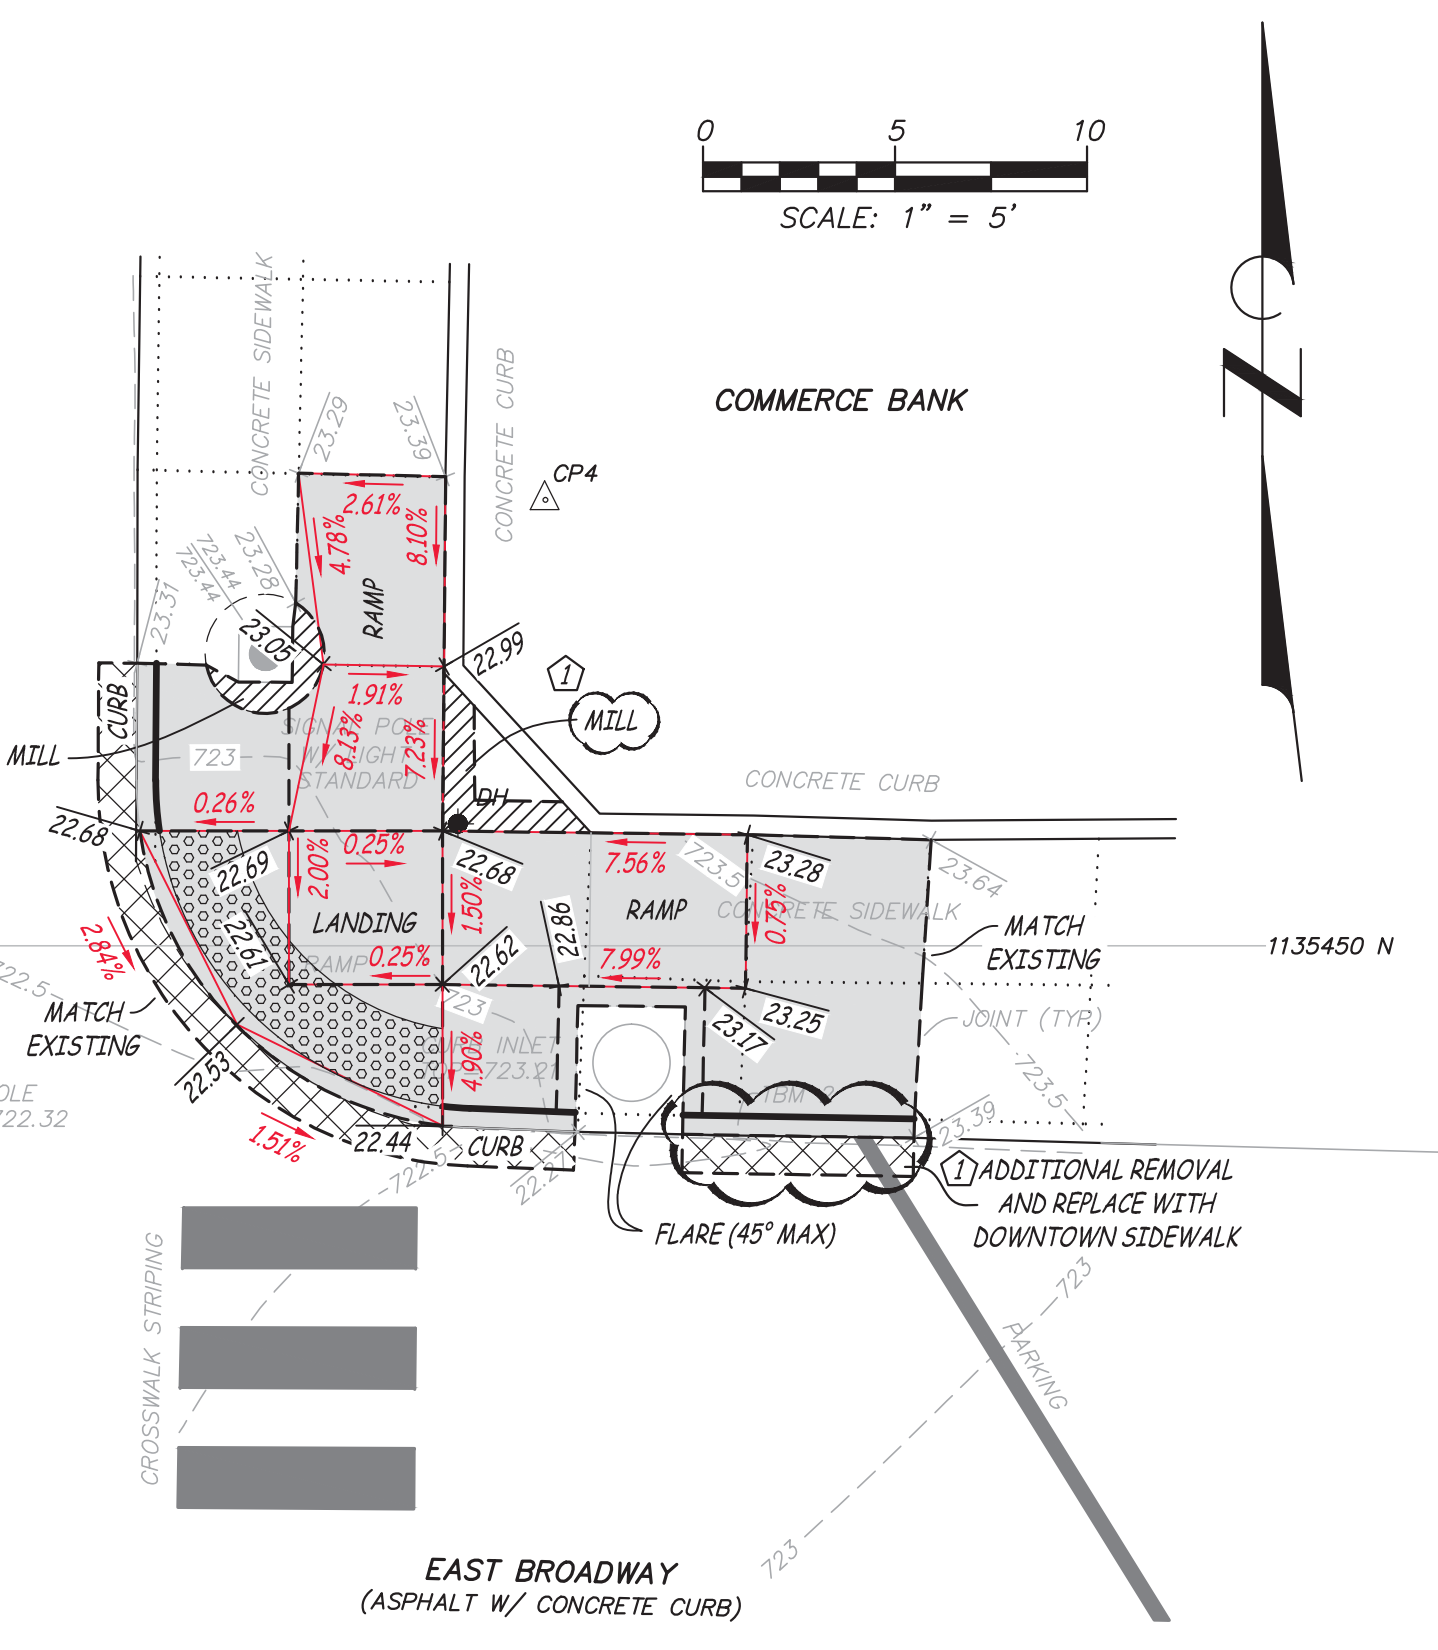 0 5 10
SCALE: 1" = 5'
CONCRETE SIDEWALK
CONCRETE CURB
COMMERCE BANK
23.29
23.39
CP4
2.61%
4.78%
8.10%
RAMP
723.44
723.44
23.28
23.31
23.05
22.99
1
1.91%
CURB
MILL
MILL
SIGNAL POLE
W/ LIGHT
STANDARD
723
8.13%
7.23%
CONCRETE CURB
DH
0.26%
22.68
0.25%
2.00%
22.69
22.68
7.56%
723.5
23.28
23.64
1.50%
LANDING
RAMP
CONCRETE SIDEWALK
0.75%
MATCH
EXISTING
1135450 N
22.86
22.61
2.84%
0.25%
RAMP
22.62
7.99%
722.5
723
MATCH
EXISTING
23.17
23.25
JOINT (TYP)
CURB INLET
TOP=723.21
4.90%
22.53
OLE
722.32
TBM 2
723.5
23.39
1.51%
22.44
CURB
722.5
22.27
1
ADDITIONAL REMOVAL
AND REPLACE WITH
DOWNTOWN SIDEWALK
FLARE (45° MAX)
CROSSWALK STRIPING
723
PARKING
723
EAST BROADWAY
(ASPHALT W/ CONCRETE CURB)